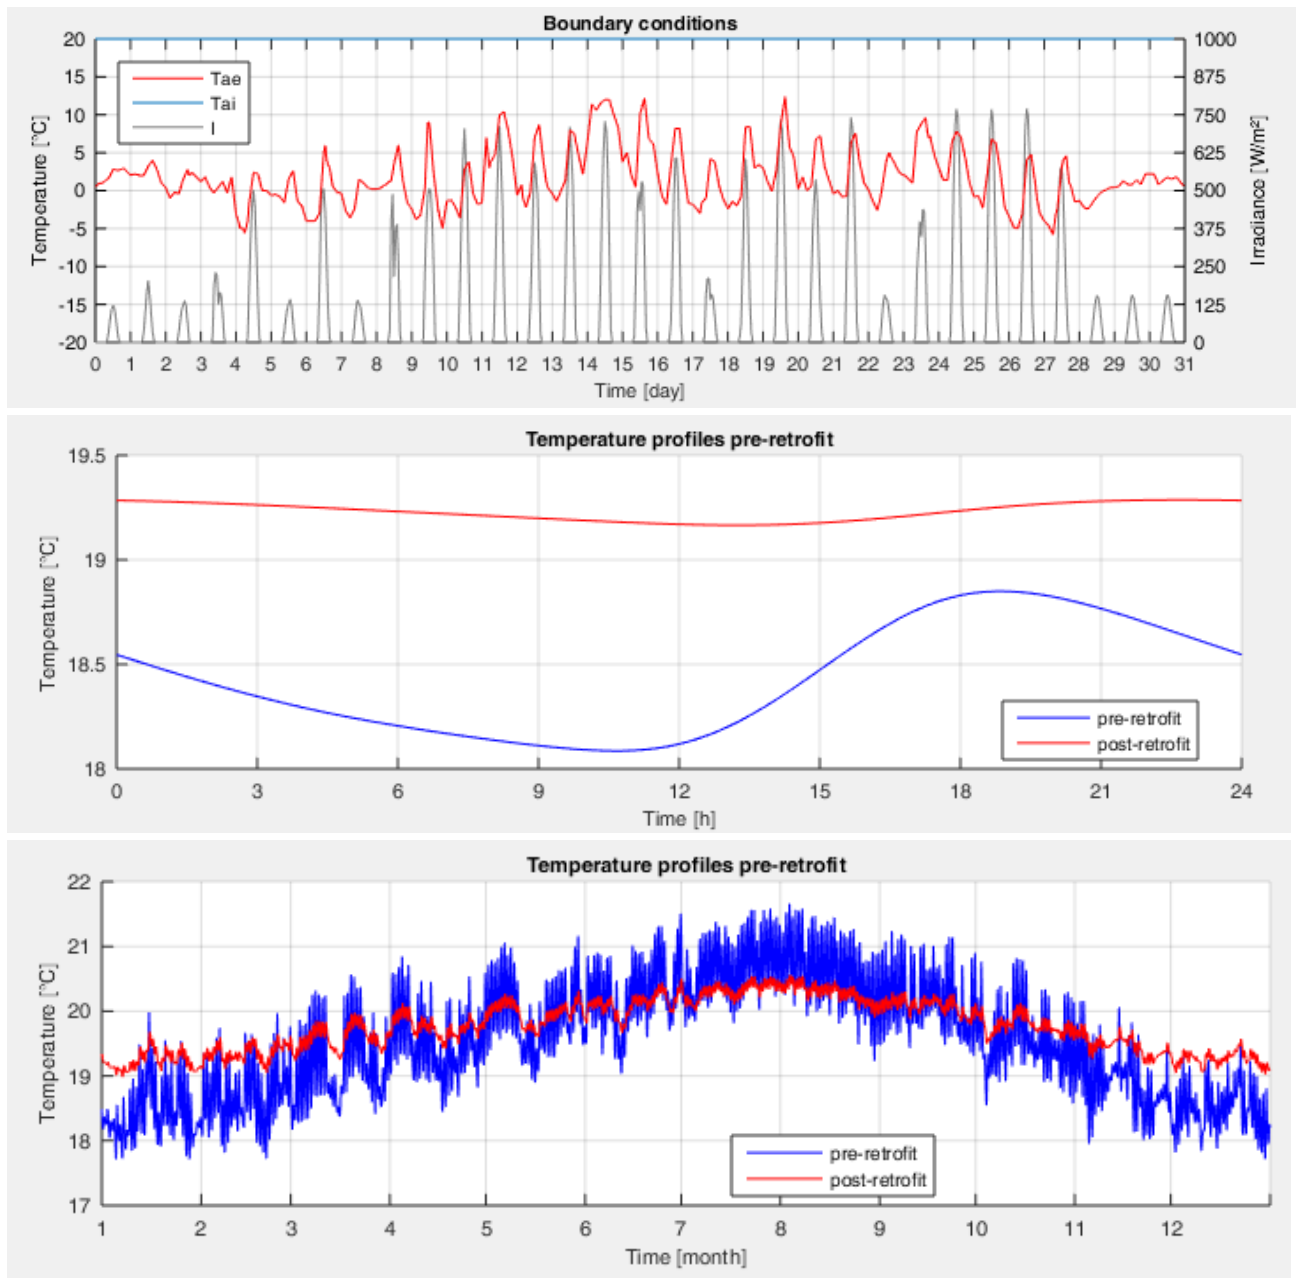 Boundary conditions
20
15
10
5
0
-5
-10
-15
-20
Temperature [°C]
Tae
Tai
I
1000
875
750
625
500
375
250
125
0
Irradiance [W/m²]
0 1 2 3 4 5 6 7 8 9 10 11 12 13 14 15 16 17 18 19 20 21 22 23 24 25 26 27 28 29 30 31
Time [day]
Temperature profiles pre-retrofit
19.5
19
18.5
18
Temperature [°C]
pre-retrofit
post-retrofit
0 3 6 9 12 15 18 21 24
Time [h]
Temperature profiles pre-retrofit
22
21
20
19
18
17
Temperature [°C]
pre-retrofit
post-retrofit
1 2 3 4 5 6 7 8 9 10 11 12
Time [month]